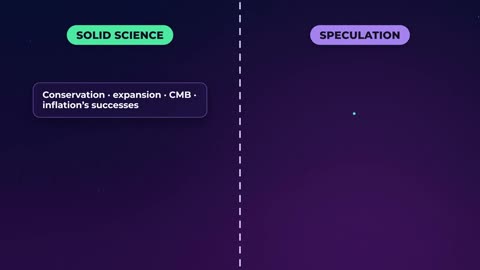 SOLID SCIENCE
SPECULATION
Conservation · expansion · CMB ·
inflation’s successes